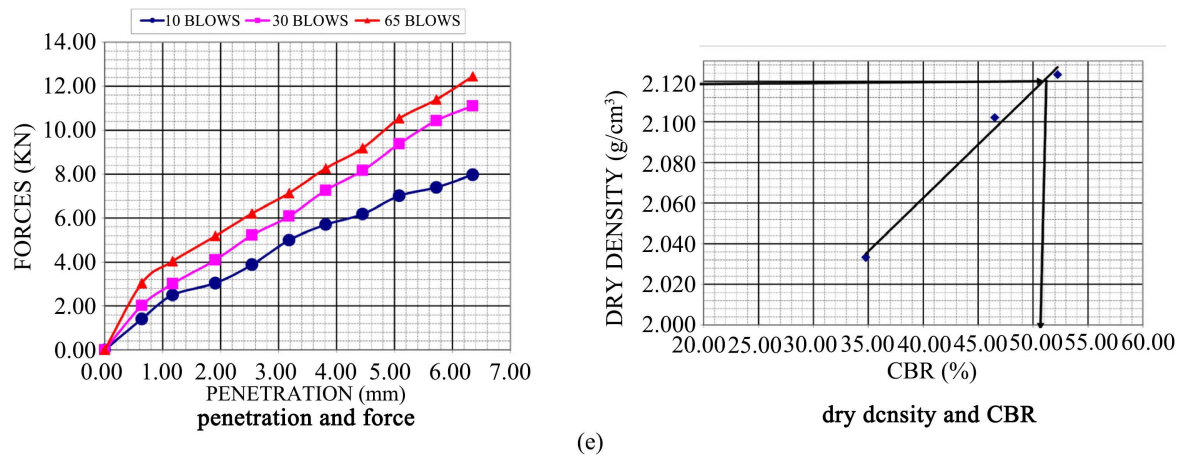 10 BLOWS 30 BLOWS 65 BLOWS
14.00
12.00
10.00
8.00
6.00
4.00
2.00
0.00
FORCES (KN)
0.00 1.00 2.00 3.00 4.00 5.00 6.00 7.00
PENETRATION (mm)
penetration and force
2.120
2.100
2.080
2.060
2.040
2.020
2.000
DRY DENSITY (g/cm³)
20.00 25.00 30.00 35.00 40.00 45.00 50.00 55.00 60.00
CBR (%)
dry dcnsity and CBR
(e)